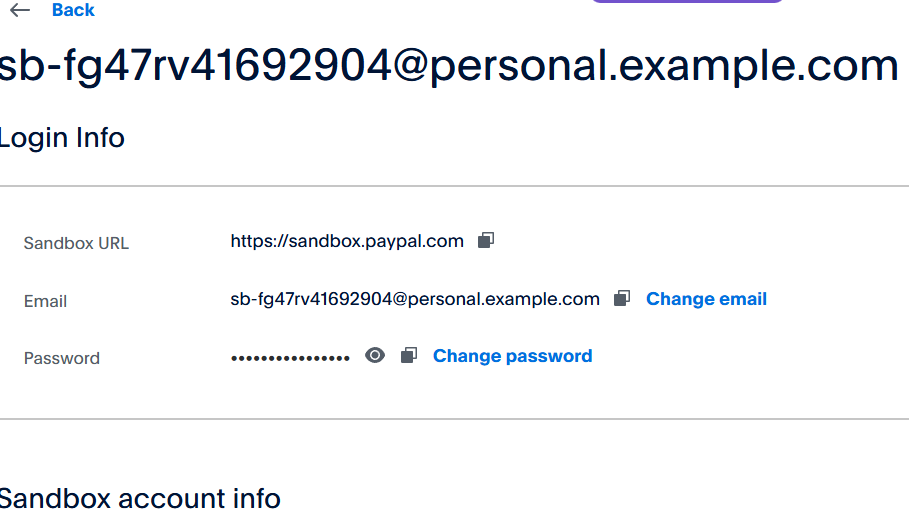 Back
sb-fg47rv41692904@personal.example.com
Login Info
Sandbox URL https://sandbox.paypal.com
Email sb-fg47rv41692904@personal.example.com Change email
Password •••••••••••••••• Change password
Sandbox account info